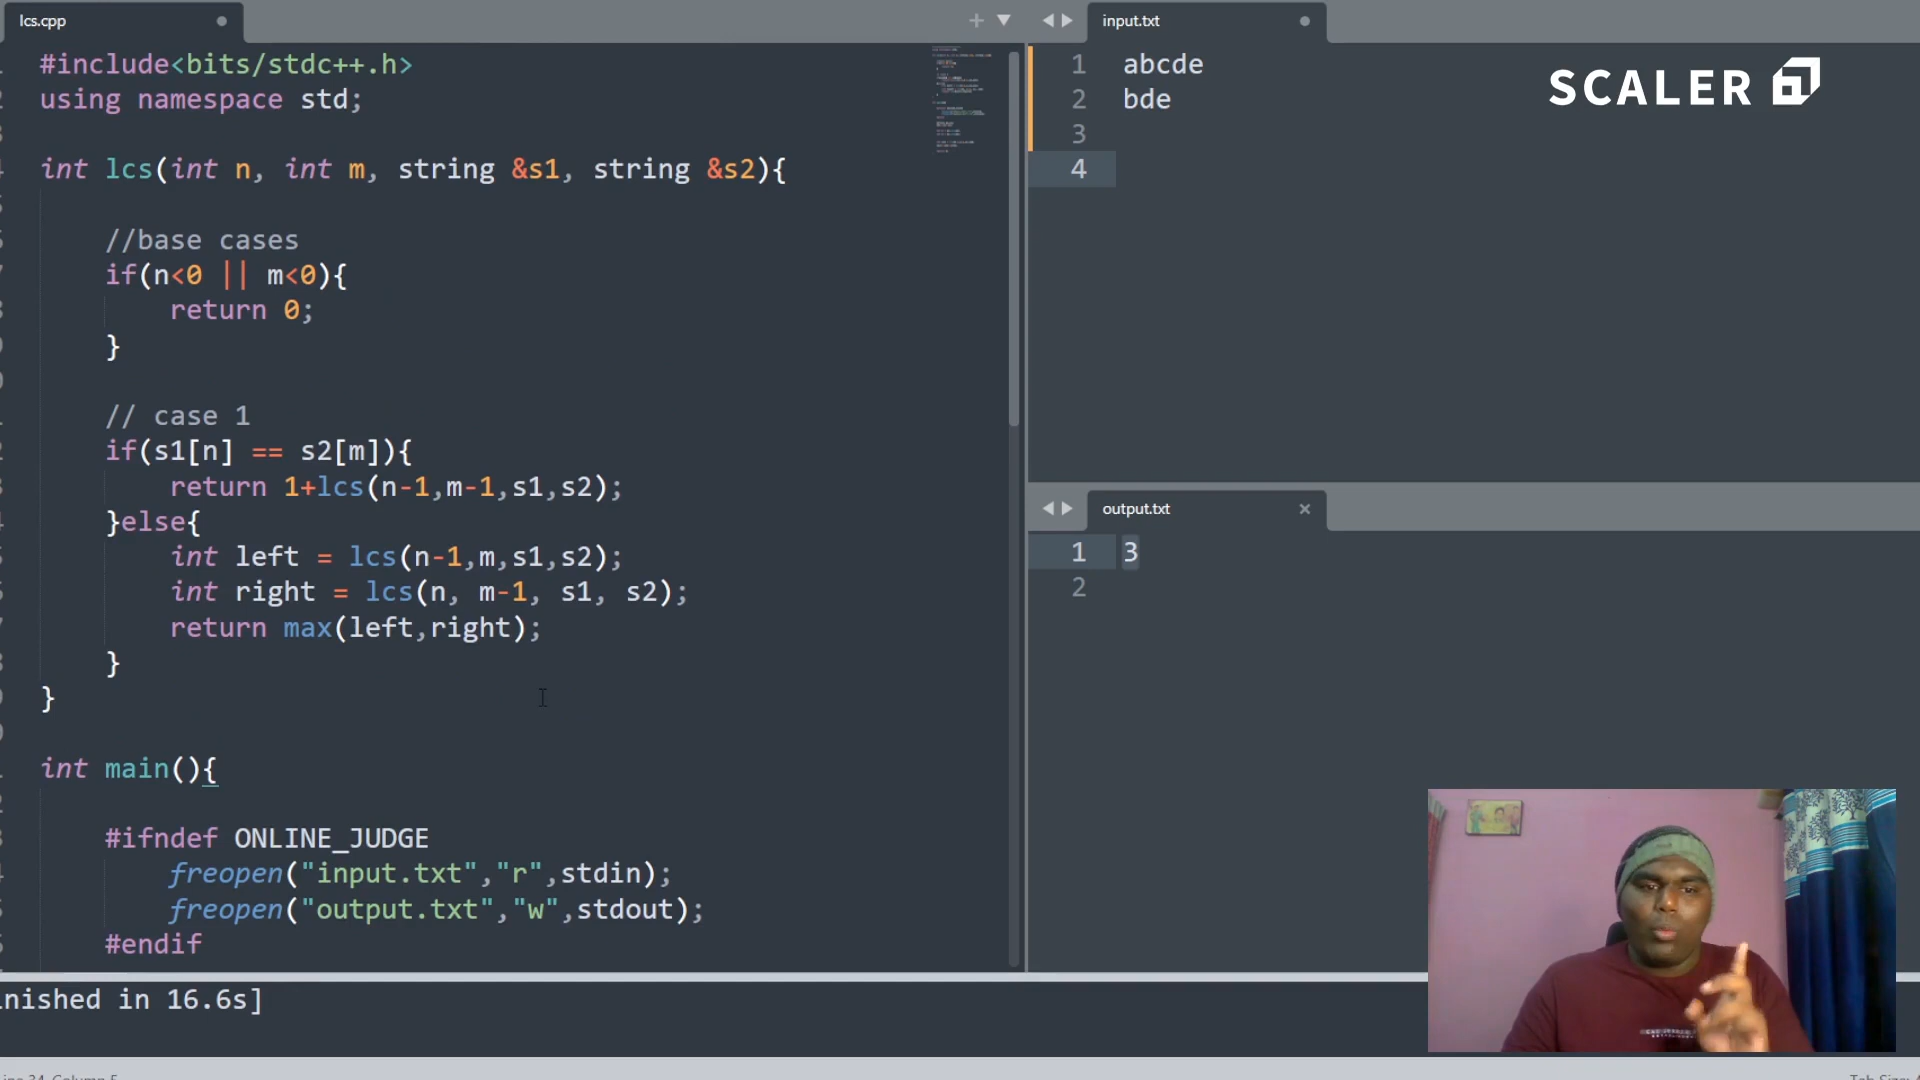 lcs.cpp
#include<bits/stdc++.h>
using namespace std;
int lcs(int n, int m, string &s1, string &s2){
//base cases
if(n<0 || m<0){
return 0;
}
// case 1
if(s1[n] == s2[m]){
return 1+lcs(n-1,m-1,s1,s2);
}else{
int left = lcs(n-1,m,s1,s2);
int right = lcs(n, m-1, s1, s2);
return max(left,right);
}
}
int main(){
#ifndef ONLINE_JUDGE
freopen("input.txt","r",stdin);
freopen("output.txt","w",stdout);
#endif
nished in 16.6s]
input.txt
1 abcde
2 bde
3
4
SCALER
output.txt
1 3
2